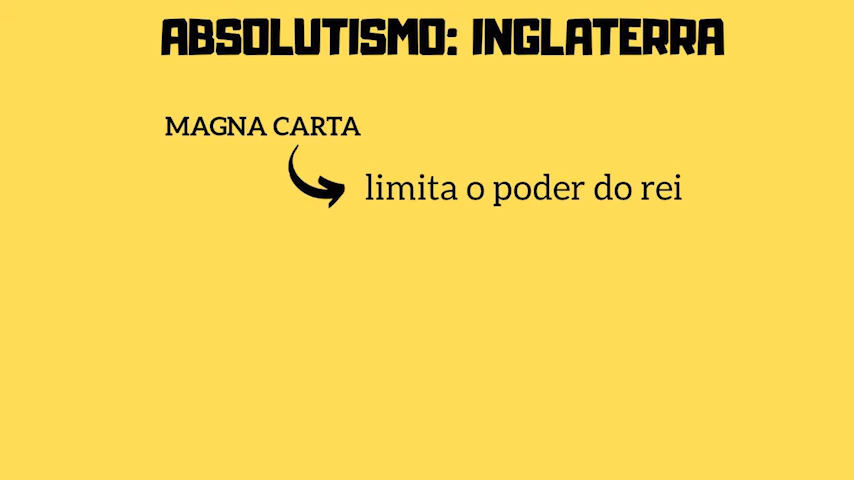 ABSOLUTISMO: INGLATERRA
MAGNA CARTA
limita o poder do rei